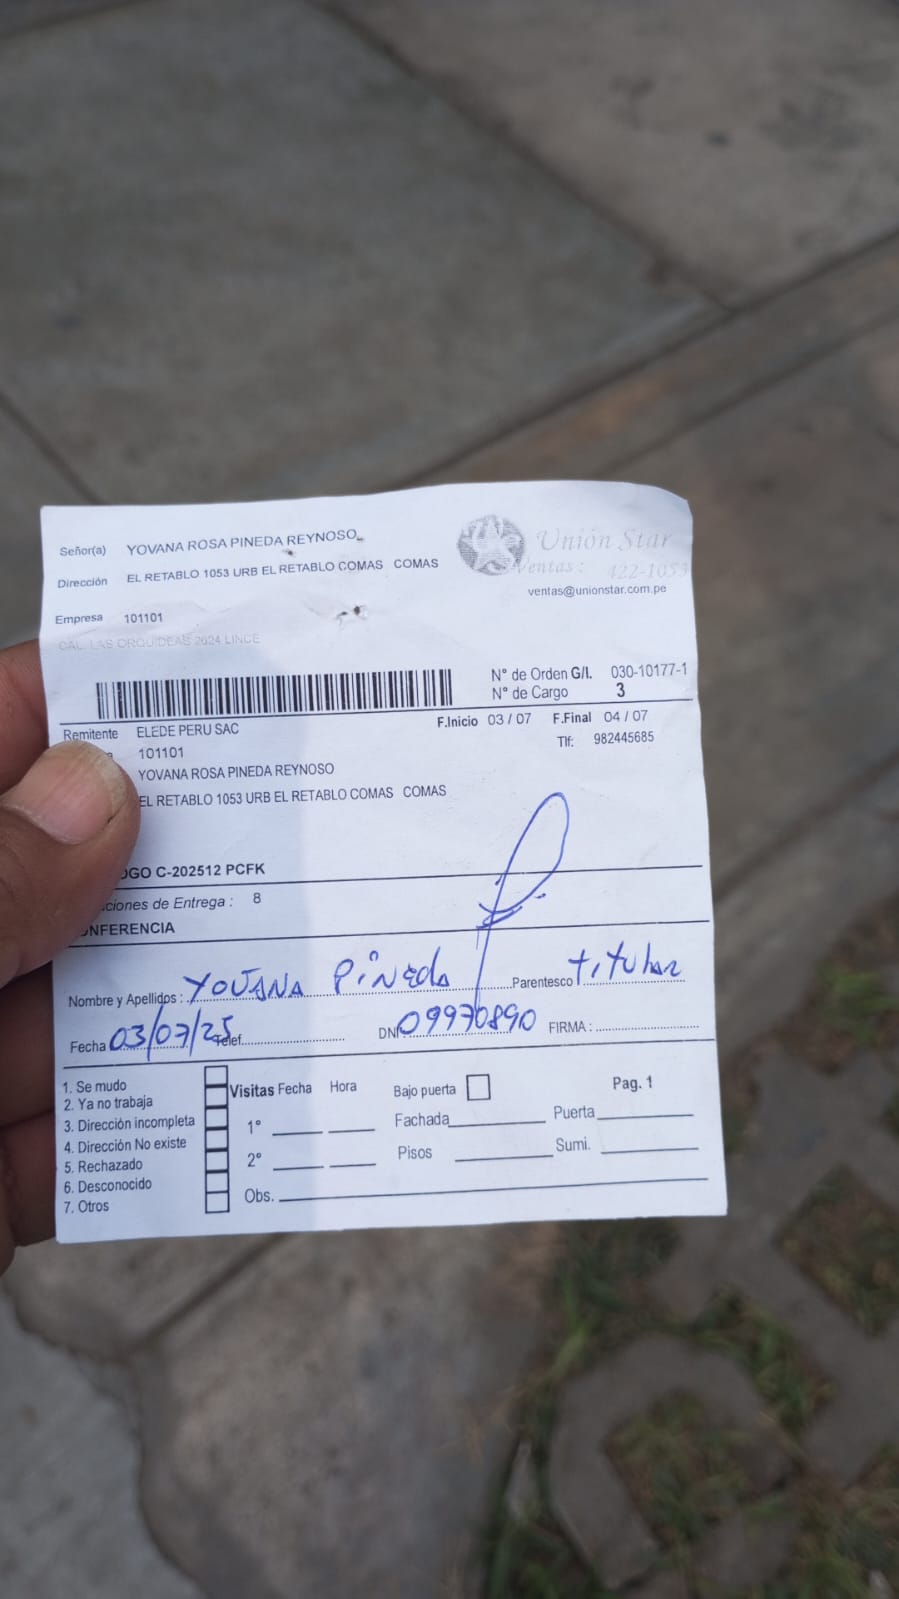 Señor(a) YOVANA ROSA PINEDA REYNOSO
Dirección EL RETABLO 1053 URB EL RETABLO COMAS COMAS
Unión Star
Ventas : 422-1053
ventas@unionstar.com.pe
Empresa 101101
CAL. LAS ORQUIDEAS 2624 LINCE
N° de Orden G/I. 030-10177-1
N° de Cargo 3
Remitente ELEDE PERU SAC F.Inicio 03 / 07 F.Final 04 / 07
101101 Tlf: 982445685
YOVANA ROSA PINEDA REYNOSO
EL RETABLO 1053 URB EL RETABLO COMAS COMAS
OGO C-202512 PCFK
ciones de Entrega : 8
ONFERENCIA
Nombre y Apellidos : YOVANA Pineda Parentesco titular
Fecha 03/07/25 Telef. DNI 09970890 FIRMA :
1. Se mudo
2. Ya no trabaja
3. Dirección incompleta
4. Dirección No existe
5. Rechazado
6. Desconocido
7. Otros
Visitas Fecha Hora Bajo puerta Pag. 1
1° Fachada Puerta
2° Pisos Sumi.
Obs.